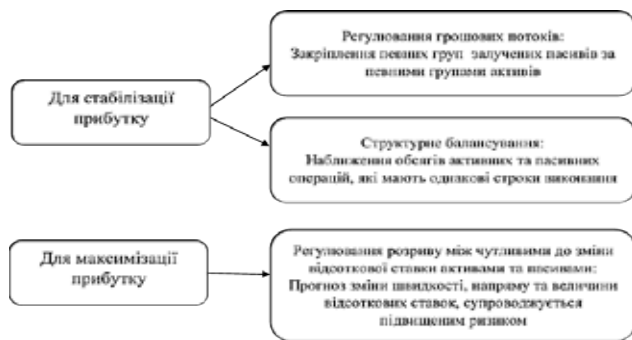 Регулювання грошових потоків:
Закріплення певних груп залучених пасивів за
певними групами активів
Для стабілізації
прибутку
Структурне балансування:
Наближення обсягів активних та пасивних
операцій, які мають однакові строки виконання
Для максимізації
прибутку
Регулювання розриву між чутливими до зміни
відсоткової ставки активами та пасивами:
Прогноз зміни швидкості, напряму та величини
відсоткових ставок, супроводжується
підвищеним ризиком